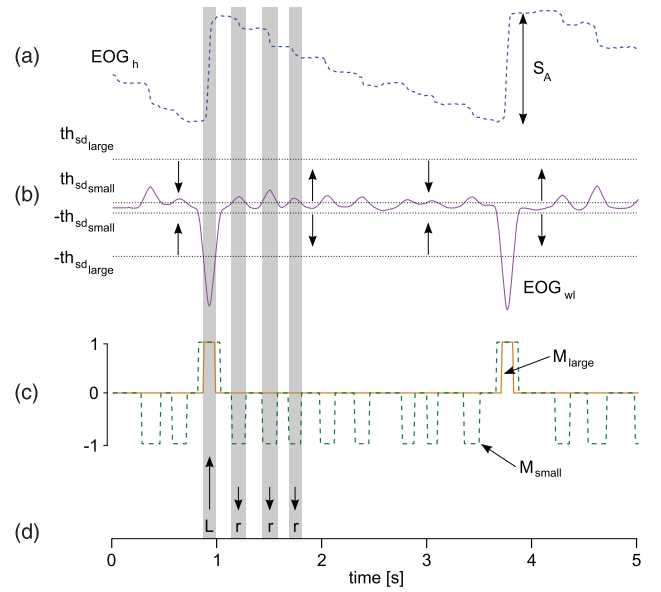 (a)
EOG_h
S_A
th_sd_large
(b)
th_sd_small
-th_sd_small
-th_sd_large
EOG_wl
(c)
1
0
-1
M_large
M_small
L r r r
(d)
0 1 2 3 4 5
time [s]